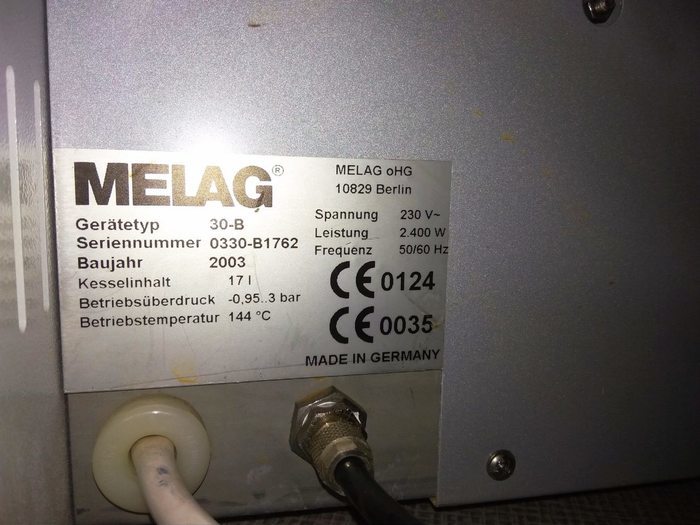 MELAG®
Gerätetyp 30-B
Seriennummer 0330-B1762
Baujahr 2003
Kesselinhalt 17 l
Betriebsüberdruck -0,95..3 bar
Betriebstemperatur 144 °C
MELAG oHG
10829 Berlin
Spannung 230 V~
Leistung 2.400 W
Frequenz 50/60 Hz
CE 0124
CE 0035
MADE IN GERMANY